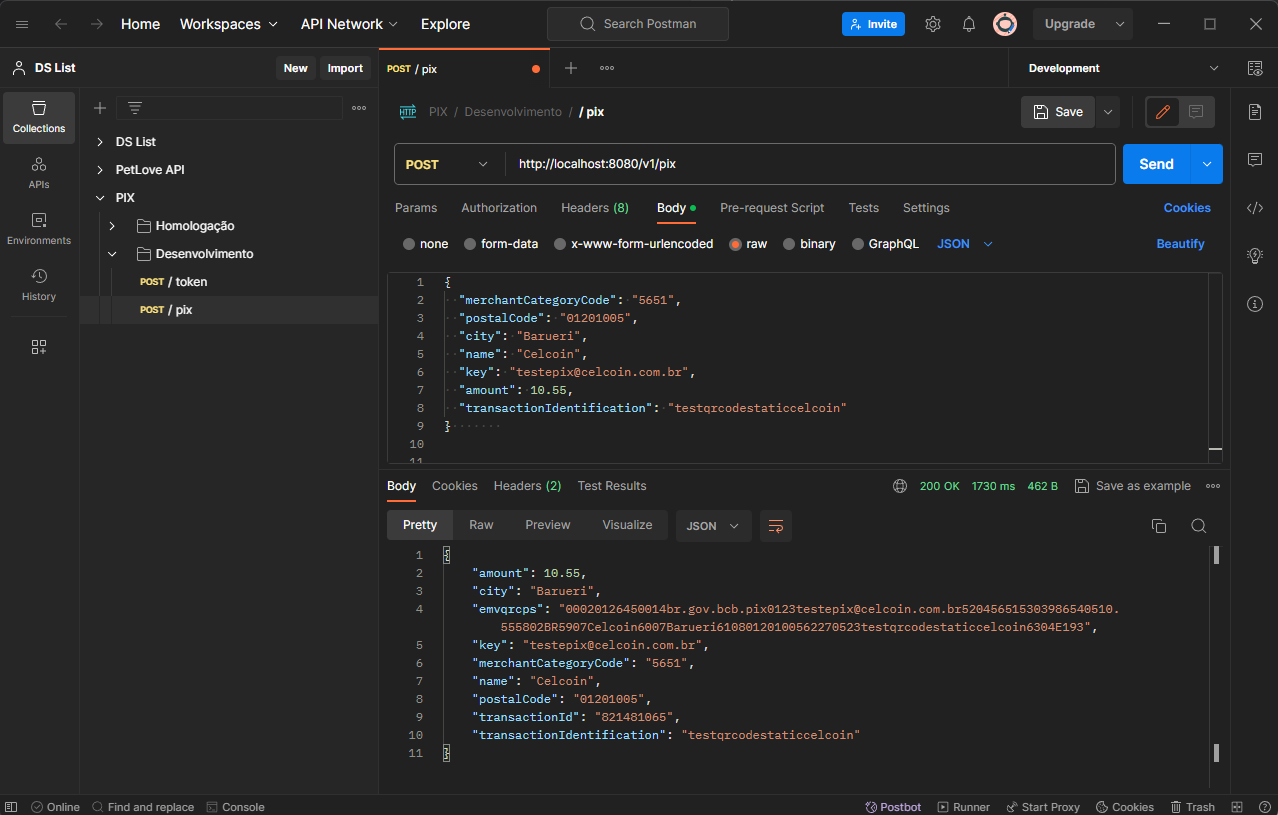 Home Workspaces API Network Explore Search Postman Invite Upgrade
DS List New Import POST / pix Development
Collections
APIs
Environments
History
DS List
PetLove API
PIX
Homologação
Desenvolvimento
POST / token
POST / pix
HTTP PIX / Desenvolvimento / / pix Save
POST http://localhost:8080/v1/pix Send
Params Authorization Headers (8) Body Pre-request Script Tests Settings Cookies
none form-data x-www-form-urlencoded raw binary GraphQL JSON Beautify
1 {
2 "merchantCategoryCode": "5651",
3 "postalCode": "01201005",
4 "city": "Barueri",
5 "name": "Celcoin",
6 "key": "testepix@celcoin.com.br",
7 "amount": 10.55,
8 "transactionIdentification": "testqrcodestaticcelcoin"
9 }
10
11
Body Cookies Headers (2) Test Results 200 OK 1730 ms 462 B Save as example
Pretty Raw Preview Visualize JSON
1 {
2 "amount": 10.55,
3 "city": "Barueri",
4 "emvqrcps": "00020126450014br.gov.bcb.pix0123testepix@celcoin.com.br520456515303986540510.
555802BR5907Celcoin6007Barueri61080120100562270523testqrcodestaticcelcoin6304E193",
5 "key": "testepix@celcoin.com.br",
6 "merchantCategoryCode": "5651",
7 "name": "Celcoin",
8 "postalCode": "01201005",
9 "transactionId": "821481065",
10 "transactionIdentification": "testqrcodestaticcelcoin"
11 }
Online Find and replace Console Postbot Runner Start Proxy Cookies Trash